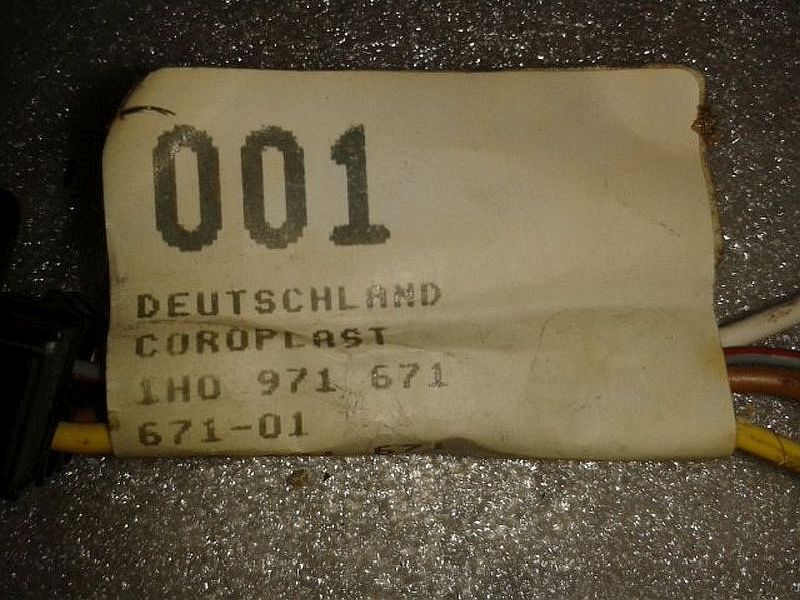 001
DEUTSCHLAND
COROPLAST
1H0 971 671
671-01